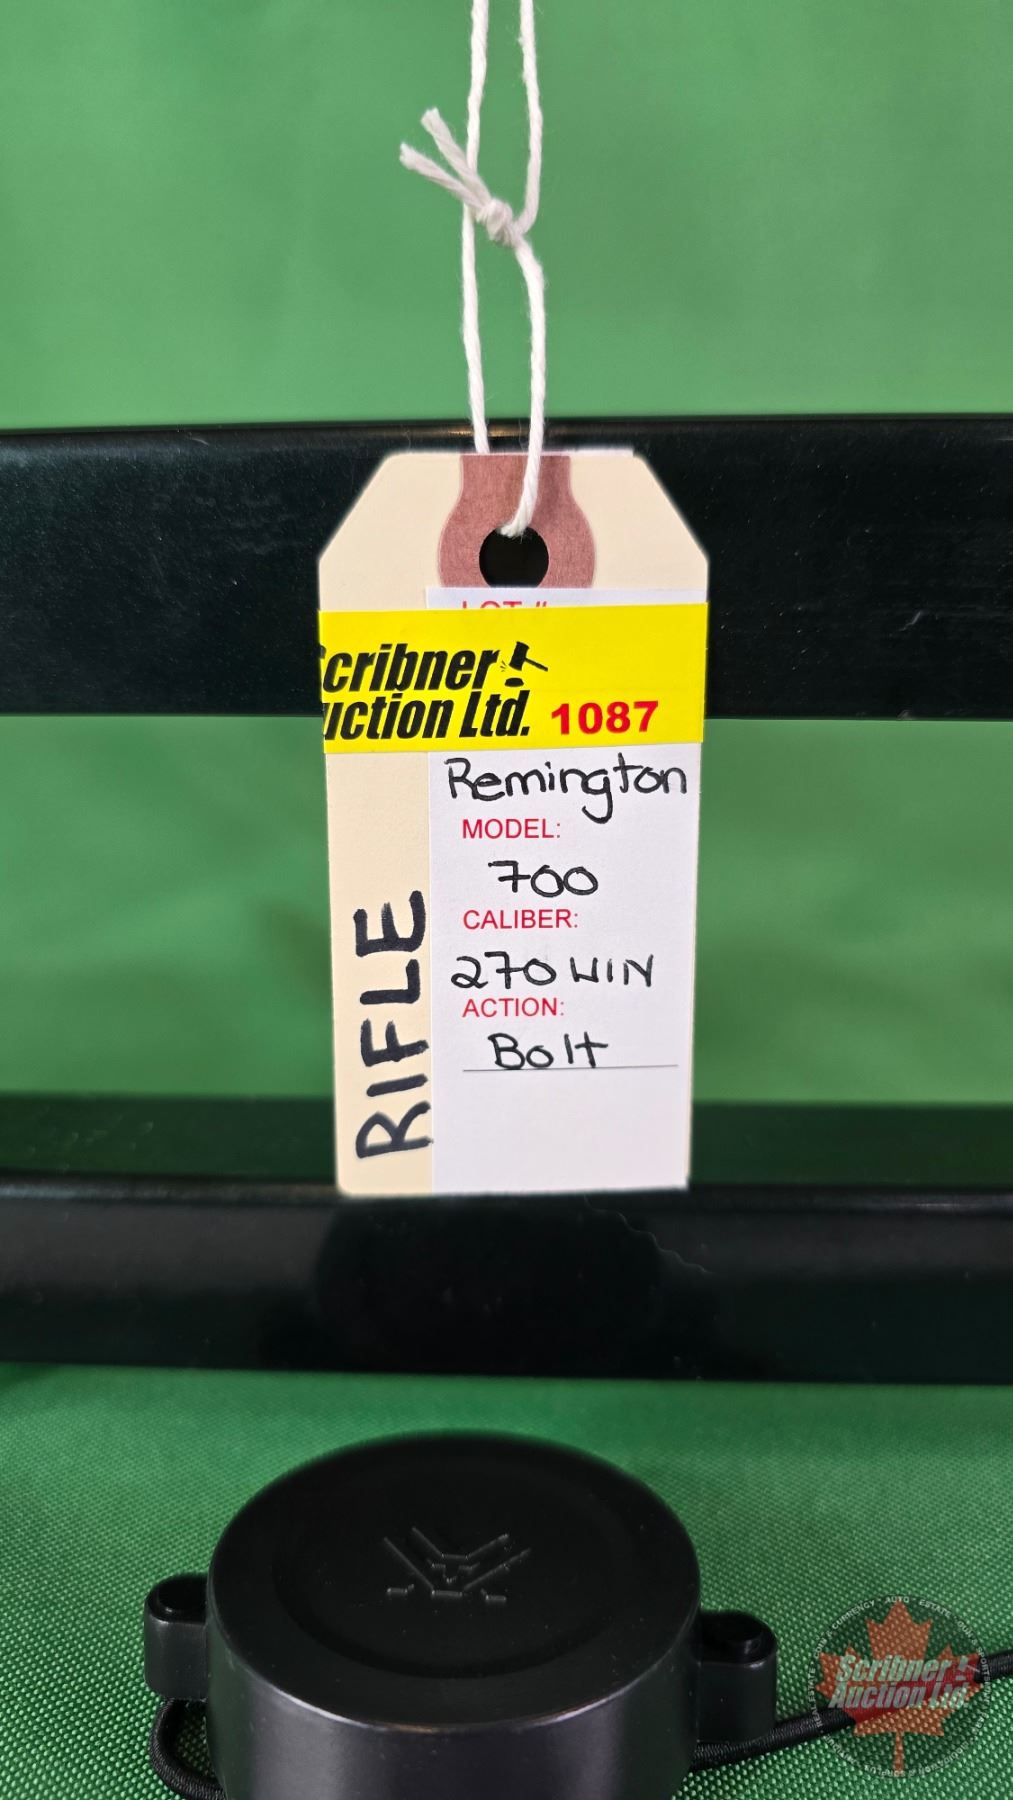 LOT #
Scribner
Auction Ltd. 1087
Remington
MODEL:
700
CALIBER:
270 WIN
ACTION:
Bolt
RIFLE
Scribner
Auction Ltd.